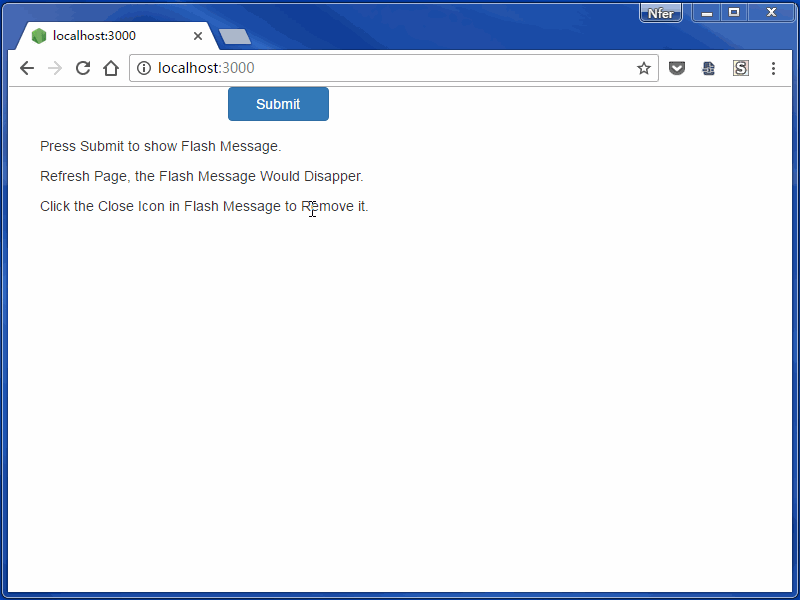 Nfer
localhost:3000
localhost:3000
Submit
Press Submit to show Flash Message.
Refresh Page, the Flash Message Would Disapper.
Click the Close Icon in Flash Message to Remove it.